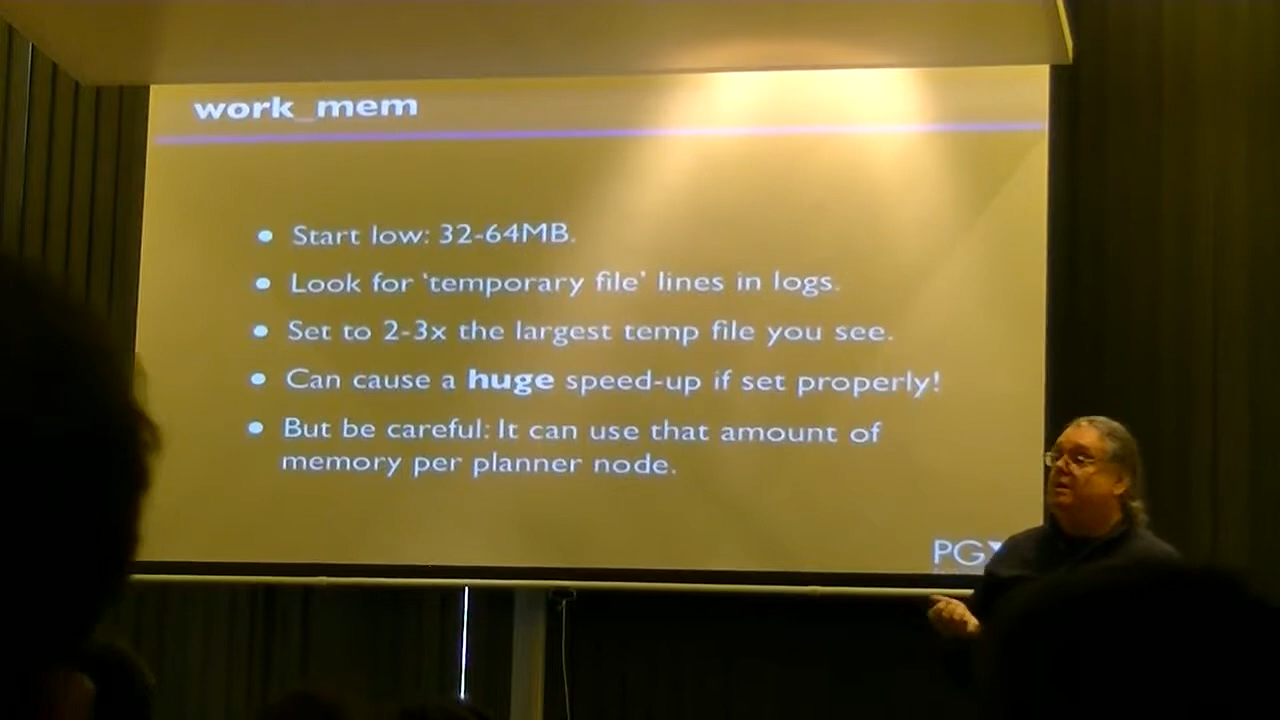 work_mem
• Start low: 32-64MB.
• Look for ‘temporary file’ lines in logs.
• Set to 2-3x the largest temp file you see.
• Can cause a huge speed-up if set properly!
• But be careful: It can use that amount of
memory per planner node.
PG